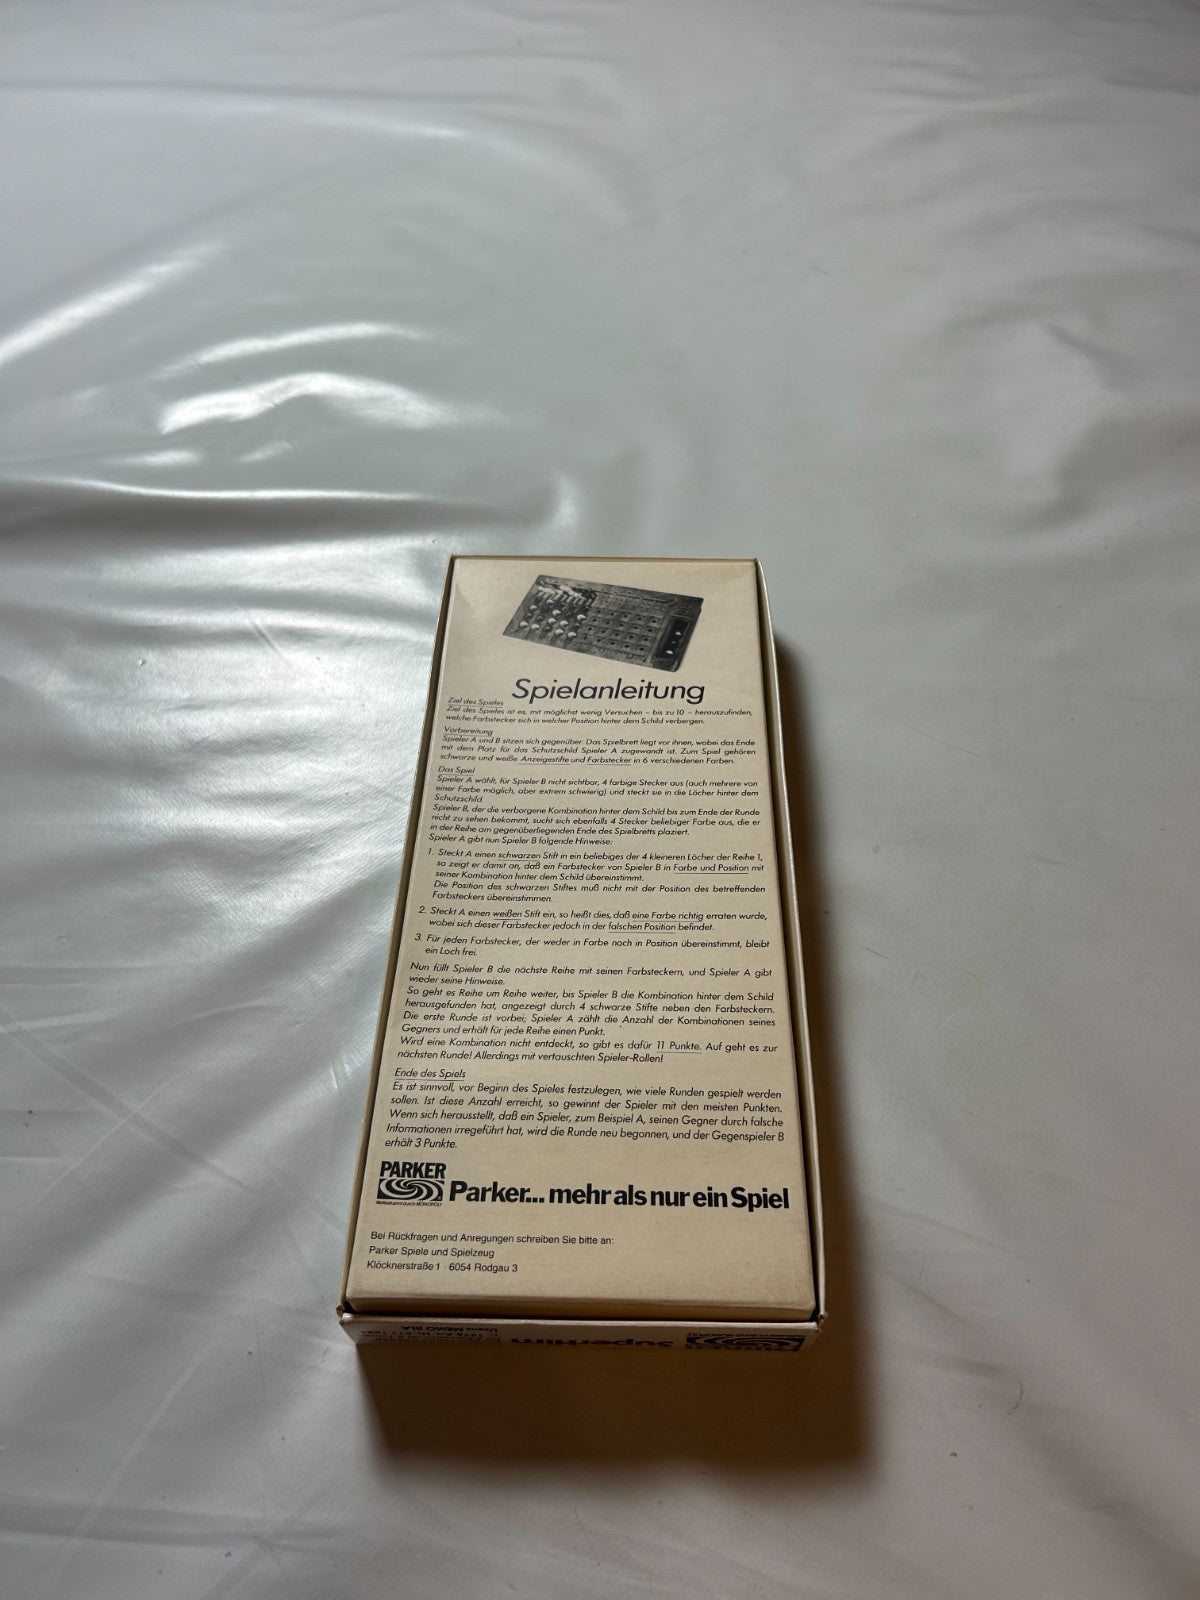 Spielanleitung
Ziel des Spieles
Ziel des Spieles ist es, mit möglichst wenig Versuchen – bis zu 10 – herauszufinden,
welche Farbstecker sich in welcher Position hinter dem Schild verbergen.
Vorbereitung
Spieler A und B sitzen sich gegenüber. Das Spielbrett liegt vor ihnen, wobei das Ende
mit dem Platz für das Schutzschild Spieler A zugewandt ist. Zum Spiel gehören
schwarze und weiße Anzeigestifte und Farbstecker in 6 verschiedenen Farben.
Das Spiel
Spieler A wählt, für Spieler B nicht sichtbar, 4 farbige Stecker aus (auch mehrere von
einer Farbe möglich, aber extrem schwierig) und steckt sie in die Löcher hinter dem
Schutzschild.
Spieler B, der die verborgene Kombination hinter dem Schild bis zum Ende der Runde
nicht zu sehen bekommt, sucht sich ebenfalls 4 Stecker beliebiger Farbe aus, die er
in der Reihe am gegenüberliegenden Ende des Spielbretts plaziert.
Spieler A gibt nun Spieler B folgende Hinweise:
1. Steckt A einen schwarzen Stift in ein beliebiges der 4 kleineren Löcher der Reihe 1,
so zeigt er damit an, daß ein Farbstecker von Spieler B in Farbe und Position mit
seiner Kombination hinter dem Schild übereinstimmt.
Die Position des schwarzen Stiftes muß nicht mit der Position des betreffenden
Farbsteckers übereinstimmen.
2. Steckt A einen weißen Stift ein, so heißt dies, daß eine Farbe richtig erraten wurde,
wobei sich dieser Farbstecker jedoch in der falschen Position befindet.
3. Für jeden Farbstecker, der weder in Farbe noch in Position übereinstimmt, bleibt
ein Loch frei.
Nun füllt Spieler B die nächste Reihe mit seinen Farbsteckern, und Spieler A gibt
wieder seine Hinweise.
So geht es Reihe um Reihe weiter, bis Spieler B die Kombination hinter dem Schild
herausgefunden hat, angezeigt durch 4 schwarze Stifte neben den Farbsteckern.
Die erste Runde ist vorbei; Spieler A zählt die Anzahl der Kombinationen seines
Gegners und erhält für jede Reihe einen Punkt.
Wird eine Kombination nicht entdeckt, so gibt es dafür 11 Punkte. Auf geht es zur
nächsten Runde! Allerdings mit vertauschten Spieler-Rollen!
Ende des Spiels
Es ist sinnvoll, vor Beginn des Spieles festzulegen, wie viele Runden gespielt werden
sollen. Ist diese Anzahl erreicht, so gewinnt der Spieler mit den meisten Punkten.
Wenn sich herausstellt, daß ein Spieler, zum Beispiel A, seinen Gegner durch falsche
Informationen irregeführt hat, wird die Runde neu begonnen, und der Gegenspieler B
erhält 3 Punkte.
PARKER
Weltbekannt durch MONOPOLY
Parker... mehr als nur ein Spiel
Bei Rückfragen und Anregungen schreiben Sie bitte an:
Parker Spiele und Spielzeug
Klöcknerstraße 1 · 6054 Rodgau 3
PARKER
SuperHirn